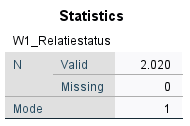 Statistics
W1_Relatiestatus
N Valid 2.020
Missing 0
Mode 1